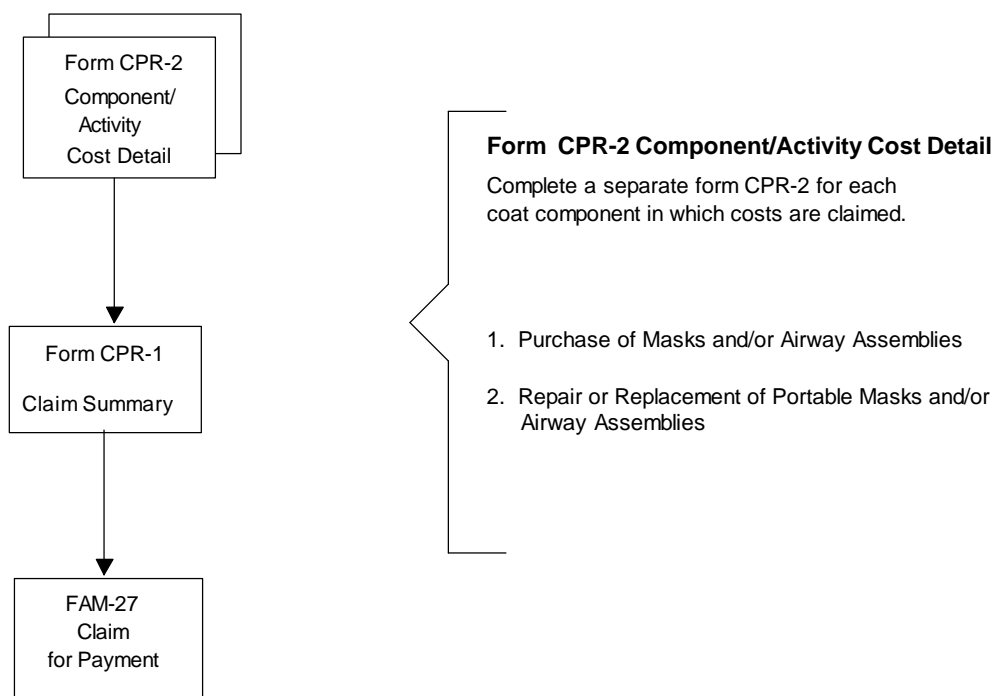 Form CPR-2
Component/
Activity
Cost Detail
Form CPR-1
Claim Summary
FAM-27
Claim
for Payment
Form CPR-2 Component/Activity Cost Detail
Complete a separate form CPR-2 for each
coat component in which costs are claimed.
1. Purchase of Masks and/or Airway Assemblies
2. Repair or Replacement of Portable Masks and/or
Airway Assemblies